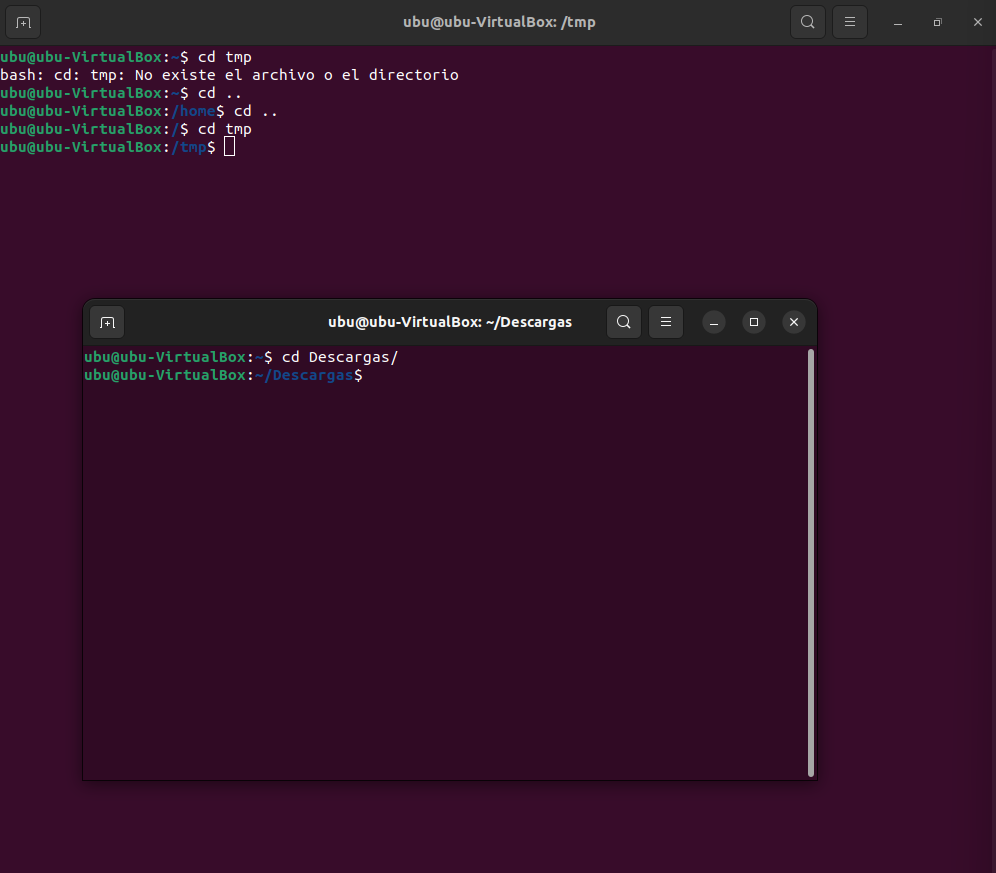 ubu@ubu-VirtualBox: /tmp
ubu@ubu-VirtualBox:~$ cd tmp
bash: cd: tmp: No existe el archivo o el directorio
ubu@ubu-VirtualBox:~$ cd ..
ubu@ubu-VirtualBox:/home$ cd ..
ubu@ubu-VirtualBox:/$ cd tmp
ubu@ubu-VirtualBox:/tmp$
ubu@ubu-VirtualBox: ~/Descargas
ubu@ubu-VirtualBox:~$ cd Descargas/
ubu@ubu-VirtualBox:~/Descargas$